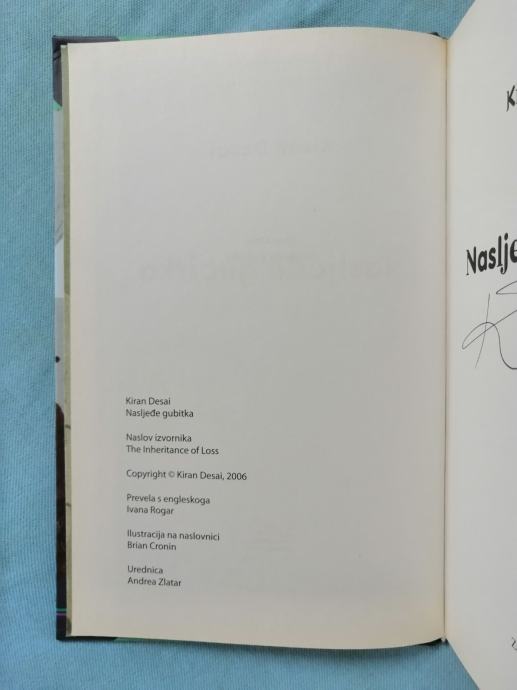 Kiran Desai
Nasljeđe gubitka
Naslov izvornika
The Inheritance of Loss
Copyright © Kiran Desai, 2006
Prevela s engleskoga
Ivana Rogar
Ilustracija na naslovnici
Brian Cronin
Urednica
Andrea Zlatar